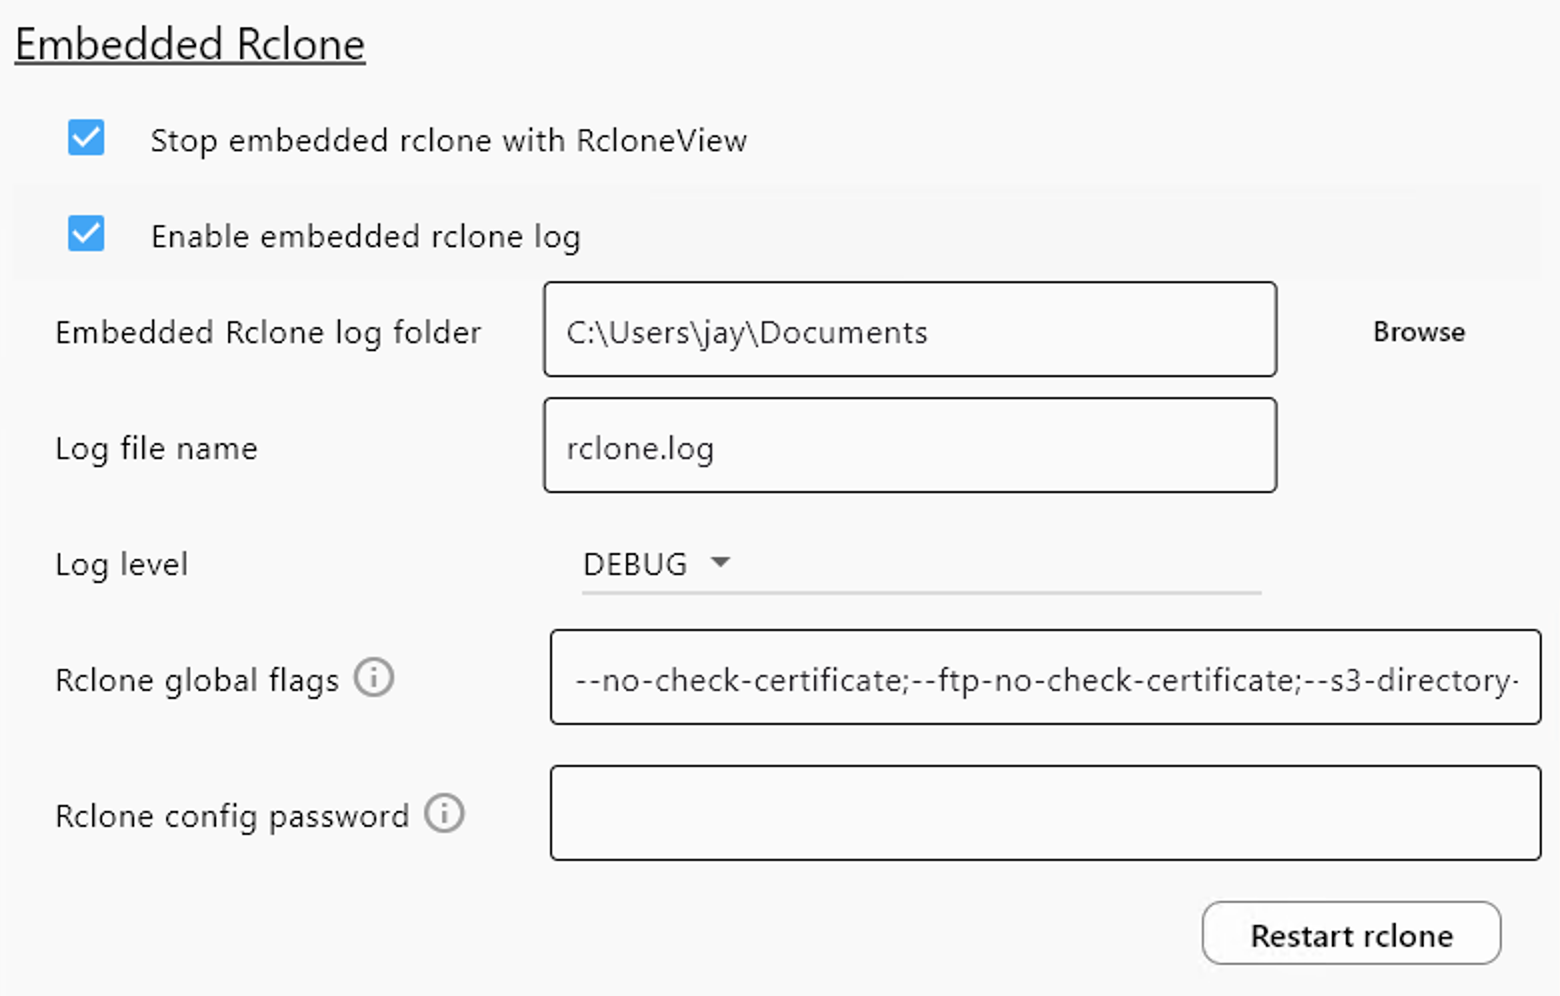 Embedded Rclone
Stop embedded rclone with RcloneView
Enable embedded rclone log
Embedded Rclone log folder C:\Users\jay\Documents Browse
Log file name rclone.log
Log level DEBUG
Rclone global flags --no-check-certificate;--ftp-no-check-certificate;--s3-directory-
Rclone config password
Restart rclone